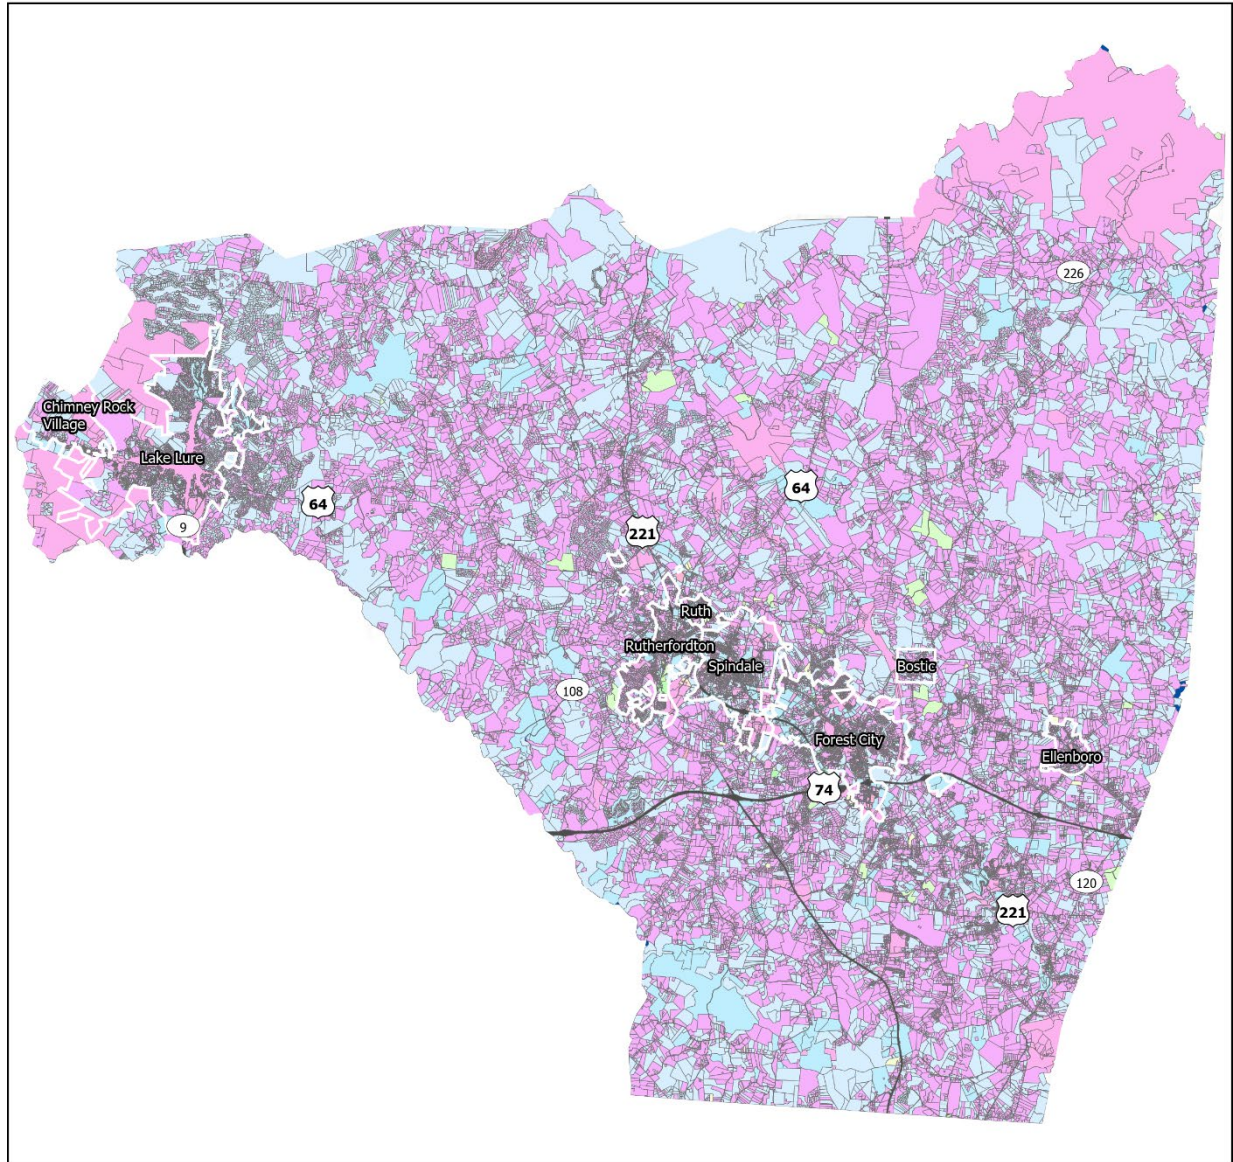 226
Chimney Rock
Village
Lake Lure
64
64
9
221
Ruth
Rutherfordton
Spindale
Bostic
108
Forest City
Ellenboro
74
120
221